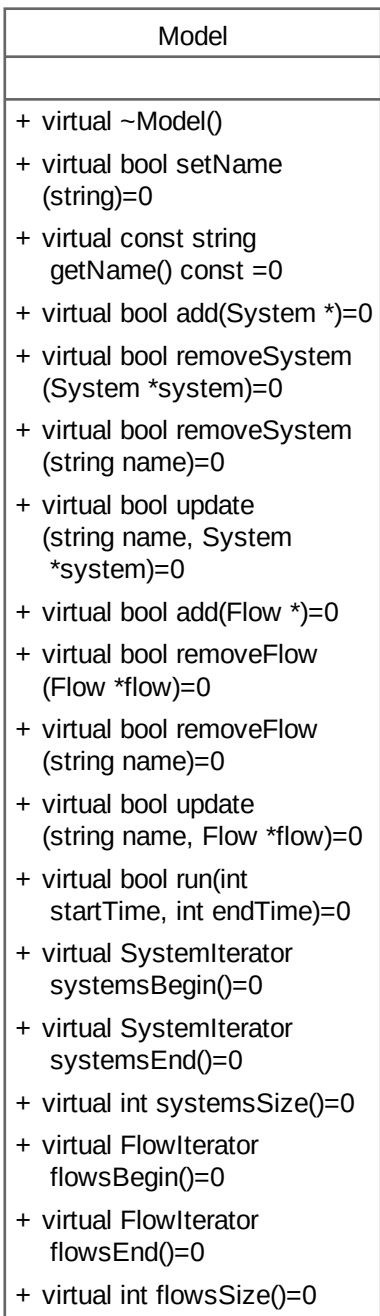 Model
+ virtual ~Model()
+ virtual bool setName
(string)=0
+ virtual const string
getName() const =0
+ virtual bool add(System *)=0
+ virtual bool removeSystem
(System *system)=0
+ virtual bool removeSystem
(string name)=0
+ virtual bool update
(string name, System
*system)=0
+ virtual bool add(Flow *)=0
+ virtual bool removeFlow
(Flow *flow)=0
+ virtual bool removeFlow
(string name)=0
+ virtual bool update
(string name, Flow *flow)=0
+ virtual bool run(int
startTime, int endTime)=0
+ virtual SystemIterator
systemsBegin()=0
+ virtual SystemIterator
systemsEnd()=0
+ virtual int systemsSize()=0
+ virtual FlowIterator
flowsBegin()=0
+ virtual FlowIterator
flowsEnd()=0
+ virtual int flowsSize()=0